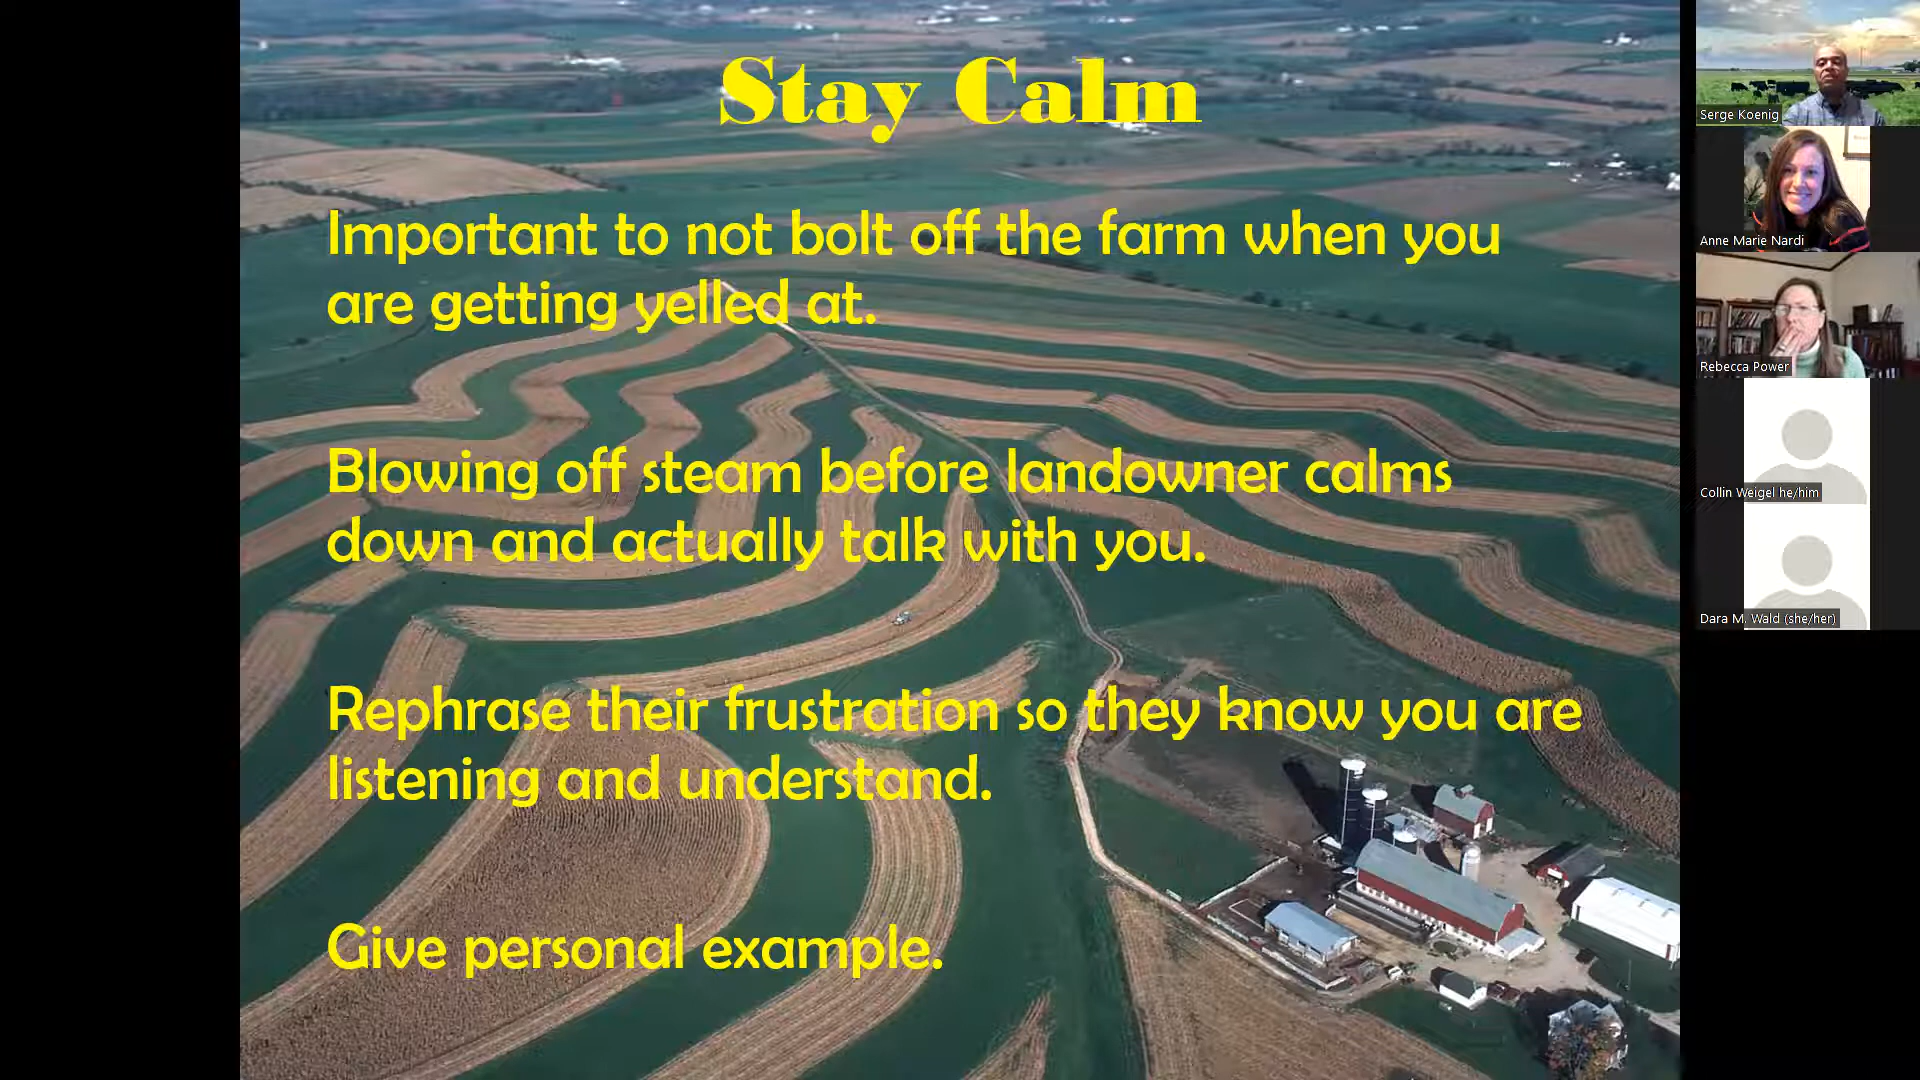 Stay Calm
Important to not bolt off the farm when you
are getting yelled at.
Blowing off steam before landowner calms
down and actually talk with you.
Rephrase their frustration so they know you are
listening and understand.
Give personal example.
Serge Koenig
Anne Marie Nardi
Rebecca Power
Collin Weigel he/him
Dara M. Wald (she/her)